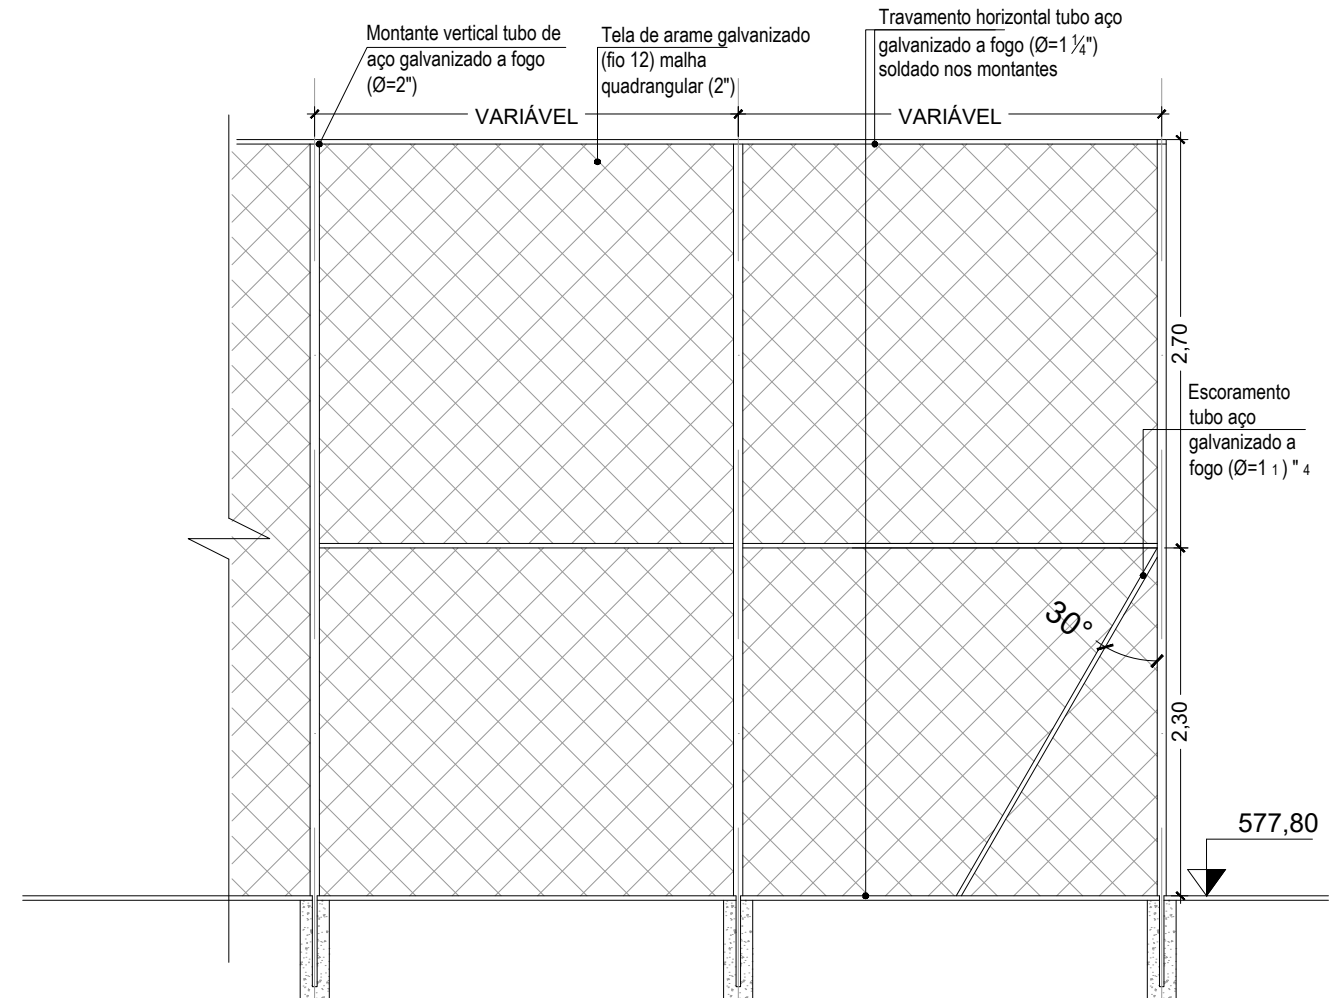 Montante vertical tubo de
aço galvanizado a fogo
(Ø=2")
Tela de arame galvanizado
(fio 12) malha
quadrangular (2")
Travamento horizontal tubo aço
galvanizado a fogo (Ø=1 ¼")
soldado nos montantes
VARIÁVEL
VARIÁVEL
2,70
Escoramento
tubo aço
galvanizado a
fogo (Ø=1 1 ) " 4
30°
2,30
577,80